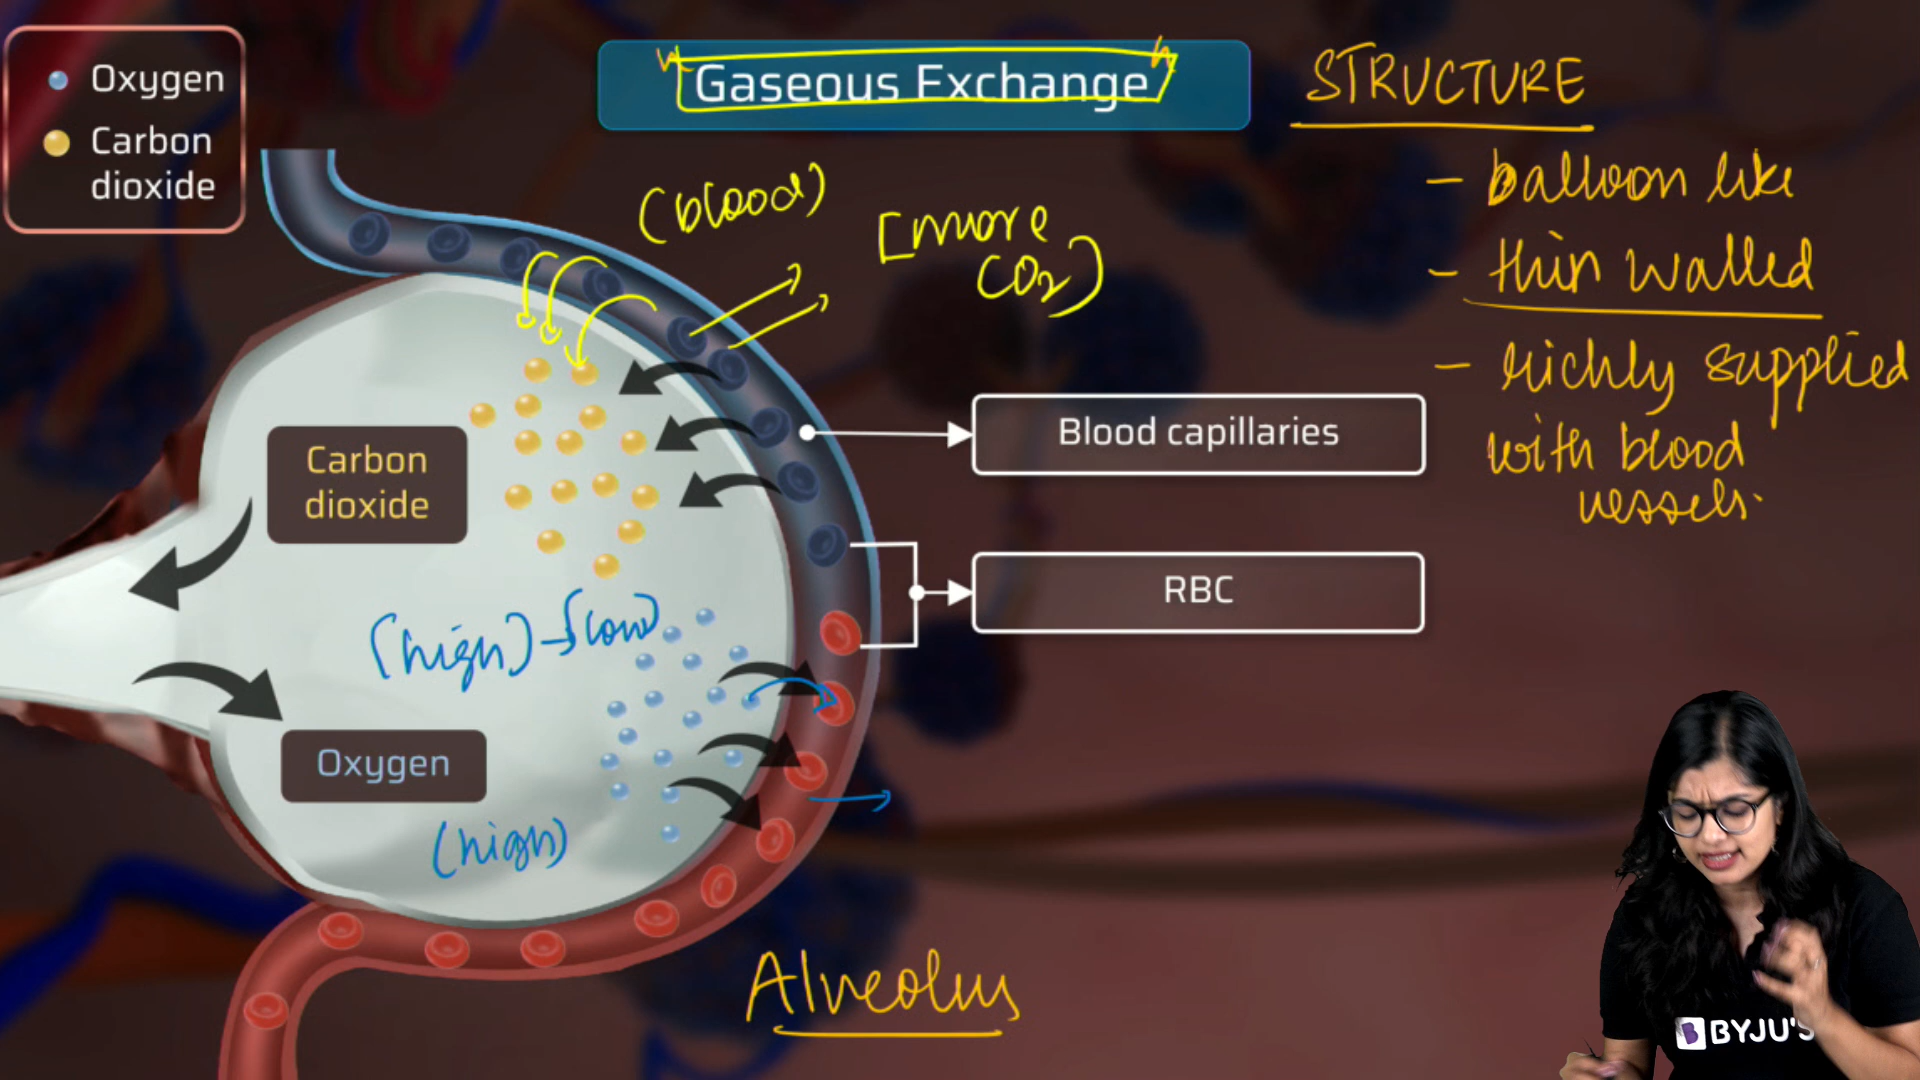 Oxygen
Carbon
dioxide
Gaseous Exchange
STRUCTURE
- balloon like
- thin walled
- richly supplied
with blood
vessels.
(blood)
[more
CO2)
Blood capillaries
Carbon
dioxide
RBC
(high) → (low)
Oxygen
(high)
Alveolus
BYJU'S